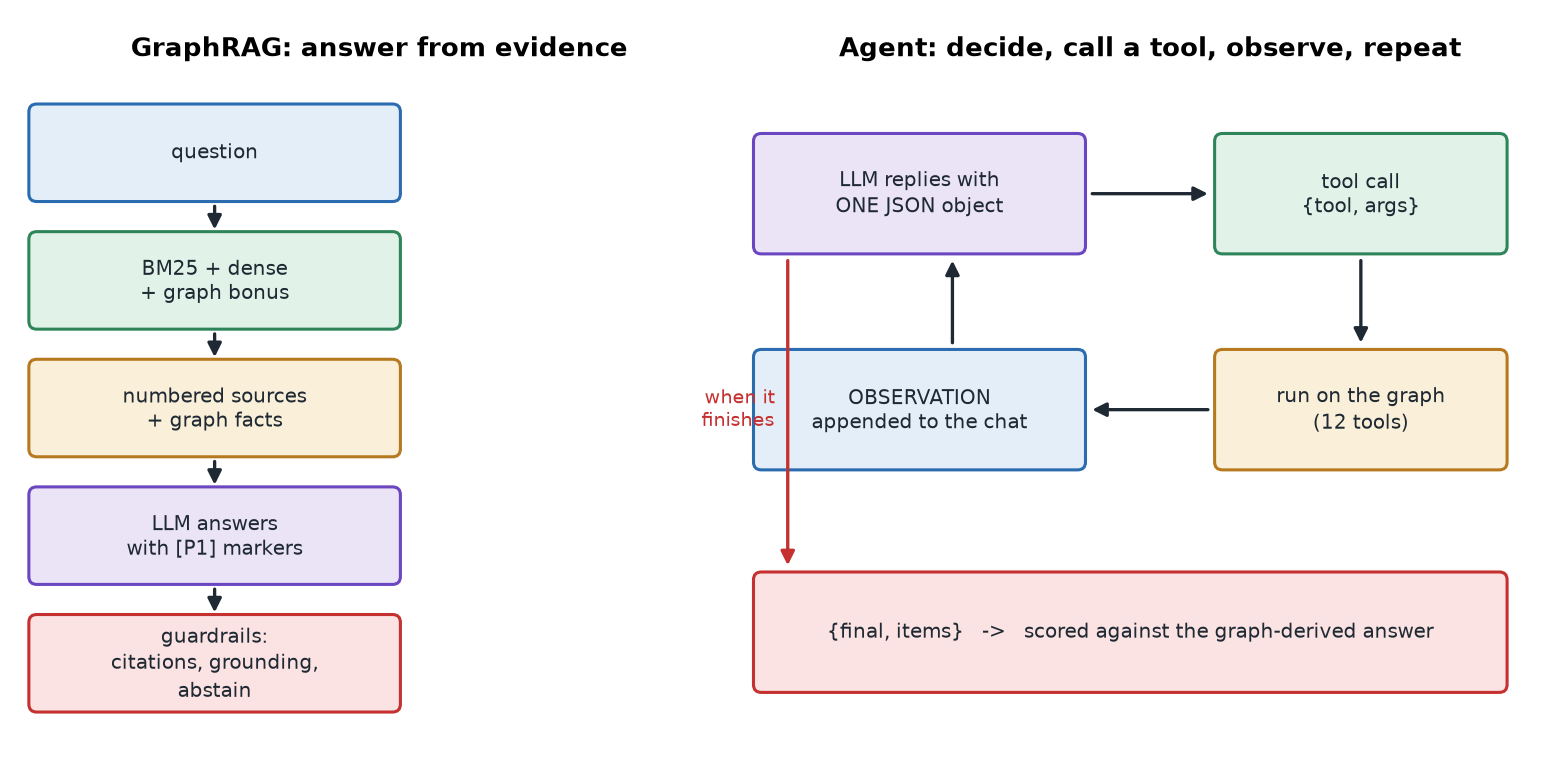 GraphRAG: answer from evidence
question
BM25 + dense
+ graph bonus
numbered sources
+ graph facts
LLM answers
with [P1] markers
guardrails:
citations, grounding,
abstain
Agent: decide, call a tool, observe, repeat
LLM replies with
ONE JSON object
tool call
{tool, args}
when it
finishes
OBSERVATION
appended to the chat
run on the graph
(12 tools)
{final, items} -> scored against the graph-derived answer